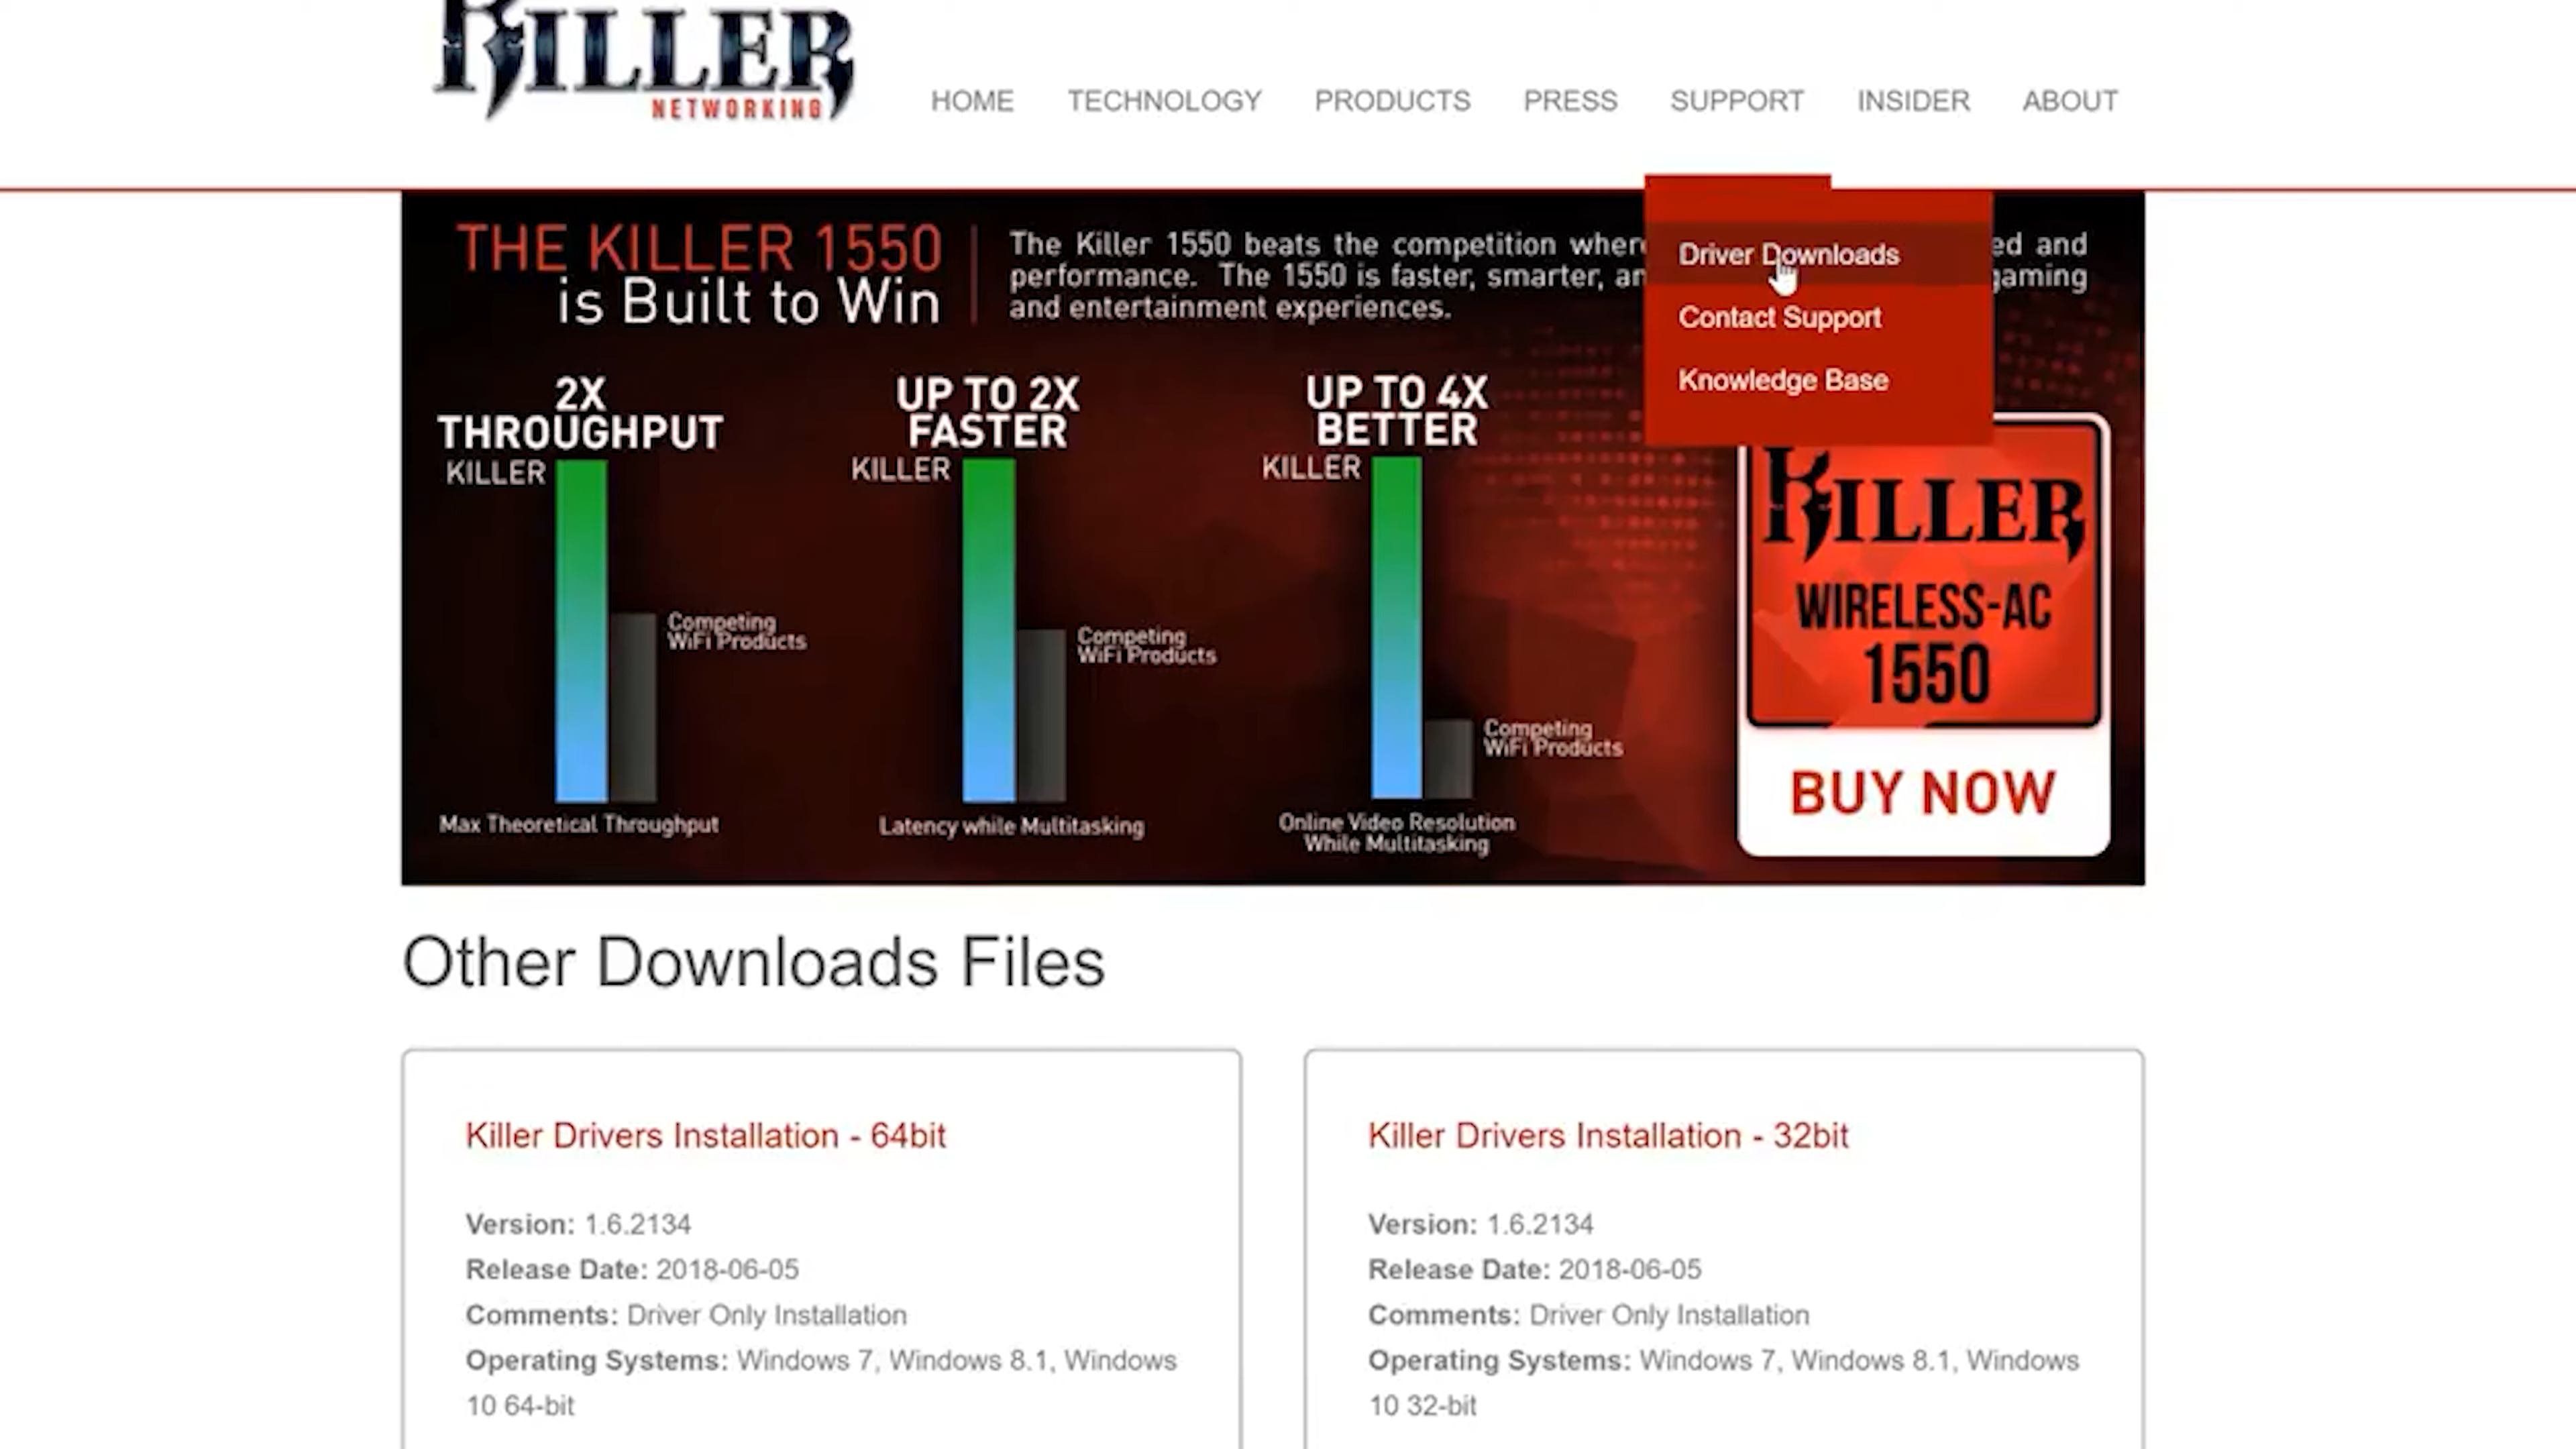 KILLER
NETWORKING
HOME TECHNOLOGY PRODUCTS PRESS SUPPORT INSIDER ABOUT
Driver Downloads
Contact Support
Knowledge Base
THE KILLER 1550
is Built to Win
The Killer 1550 beats the competition ed and
performance. The 1550 is faster, smarter, gaming
and entertainment experiences.
2X
THROUGHPUT
KILLER
Competing
WiFi Products
Max Theoretical Throughput
UP TO 2X
FASTER
KILLER
Competing
WiFi Products
Latency while Multitasking
UP TO 4X
BETTER
KILLER
Competing
WiFi Products
Online Video Resolution
While Multitasking
KILLER
WIRELESS-AC
1550
BUY NOW
Other Downloads Files
Killer Drivers Installation - 64bit
Version: 1.6.2134
Release Date: 2018-06-05
Comments: Driver Only Installation
Operating Systems: Windows 7, Windows 8.1, Windows
10 64-bit
Killer Drivers Installation - 32bit
Version: 1.6.2134
Release Date: 2018-06-05
Comments: Driver Only Installation
Operating Systems: Windows 7, Windows 8.1, Windows
10 32-bit